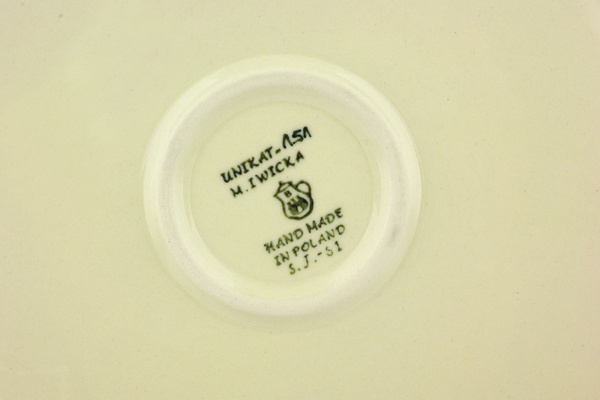 UNIKAT-151
M. IWICKA
HAND MADE
IN POLAND
S.J.-S1